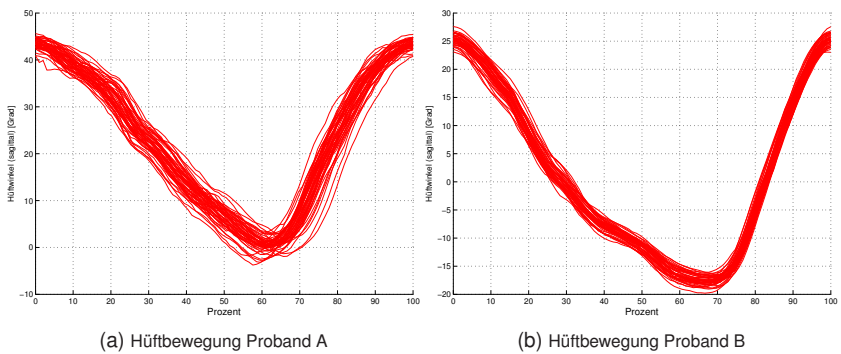 50
40
30
20
10
0
−10
Hüftwinkel (sagittal) [Grad]
0 10 20 30 40 50 60 70 80 90 100
Prozent
(a) Hüftbewegung Proband A
30
25
20
15
10
5
0
−5
−10
−15
−20
Hüftwinkel (sagittal) [Grad]
0 10 20 30 40 50 60 70 80 90 100
Prozent
(b) Hüftbewegung Proband B